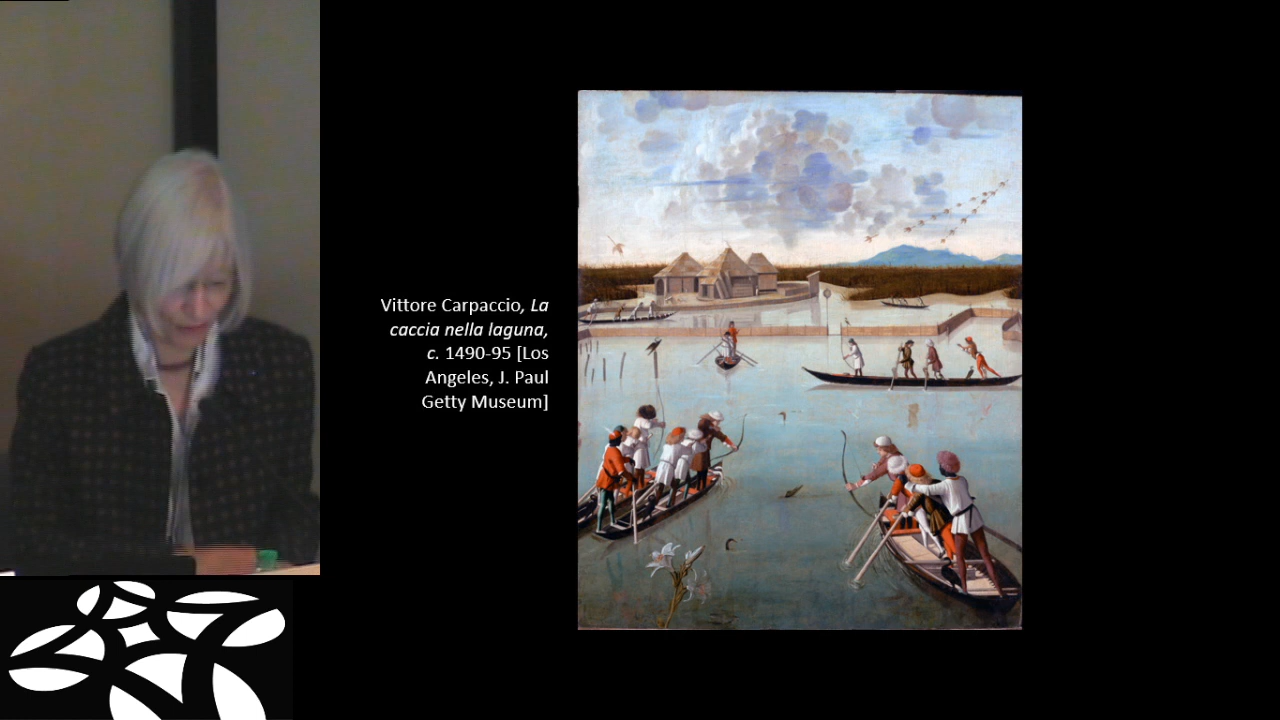 Vittore Carpaccio, La
caccia nella laguna,
c. 1490-95 [Los
Angeles, J. Paul
Getty Museum]